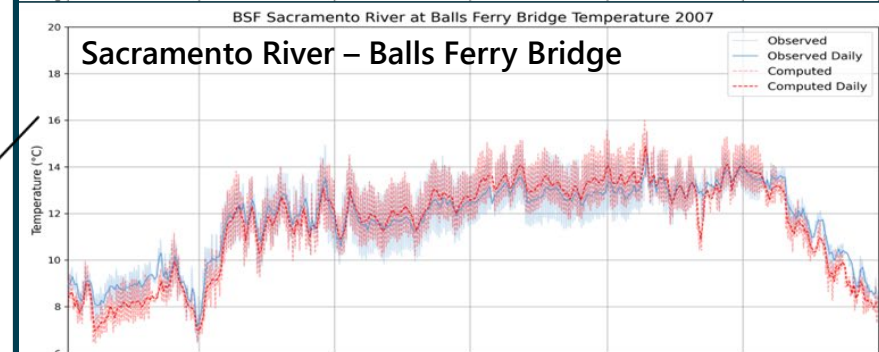 BSF Sacramento River at Balls Ferry Bridge Temperature 2007
Sacramento River – Balls Ferry Bridge
Observed
Observed Daily
Computed
Computed Daily
Temperature (°C)
20
18
16
14
12
10
8